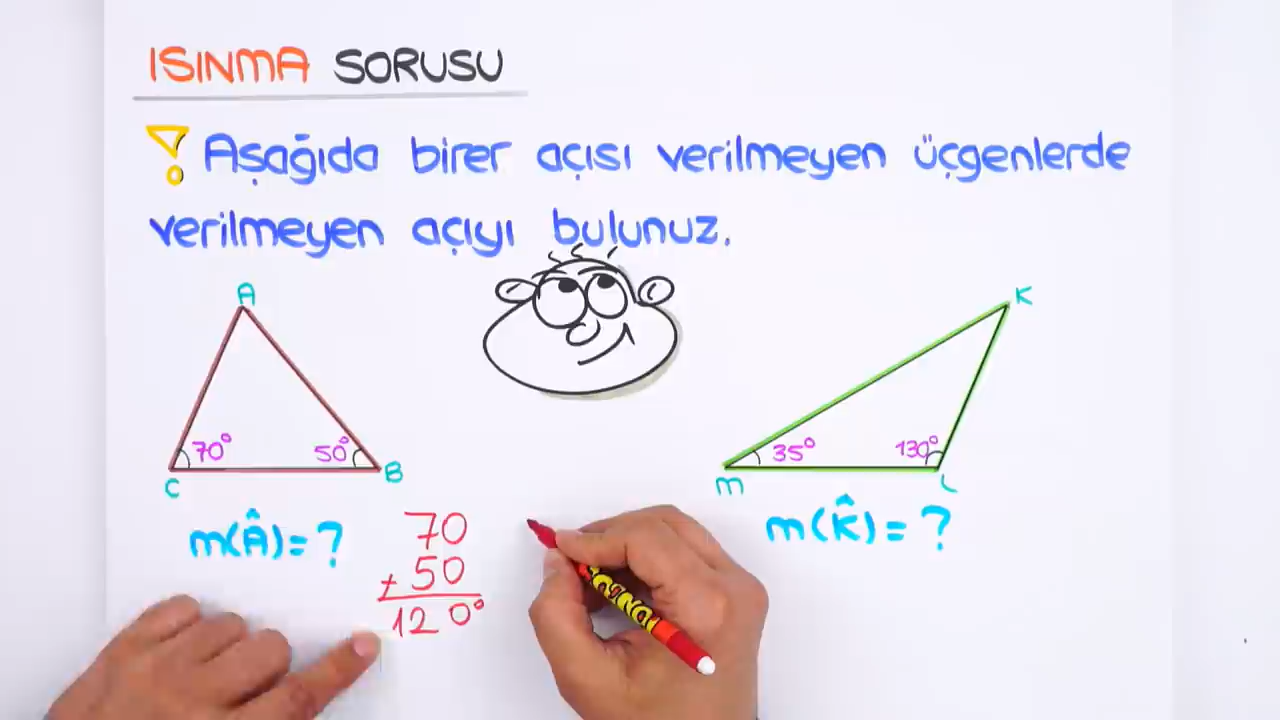 ISINMA SORUSU
! Aşağıda birer açısı verilmeyen üçgenlerde
verilmeyen açıyı bulunuz.
A
70°
50°
C
B
m(Â) = ?
70
+ 50
120°
K
35°
130°
M
L
m(K̂) = ?